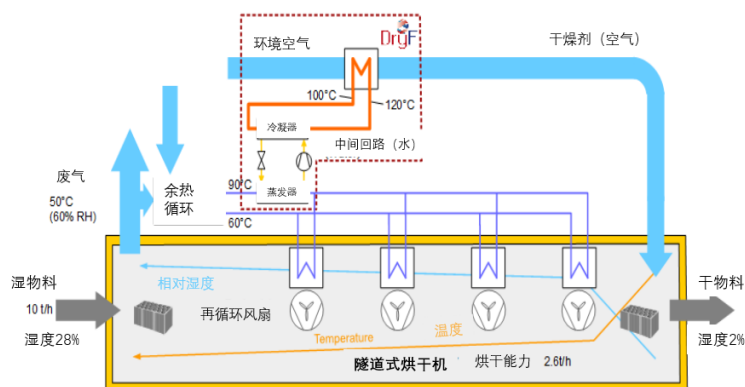 DryF
环境空气
干燥剂（空气）
100°C
120°C
冷凝器
中间回路（水）
废气
50°C
(60% RH)
余热
循环
90°C
蒸发器
60°C
湿物料
10 t/h
湿度28%
相对湿度
再循环风扇
Temperature
温度
隧道式烘干机 烘干能力 2.6t/h
干物料
湿度2%